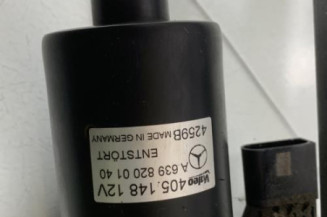 Valeo 405.148 12V
A 639 820 01 40
ENTSTÖRT
4259B MADE IN GERMANY